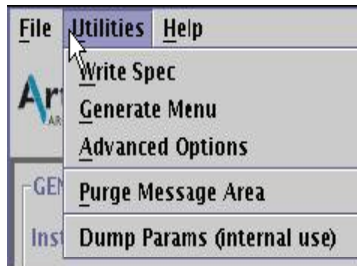 File Utilities Help
Write Spec
Generate Menu
Advanced Options
Purge Message Area
Dump Params (internal use)